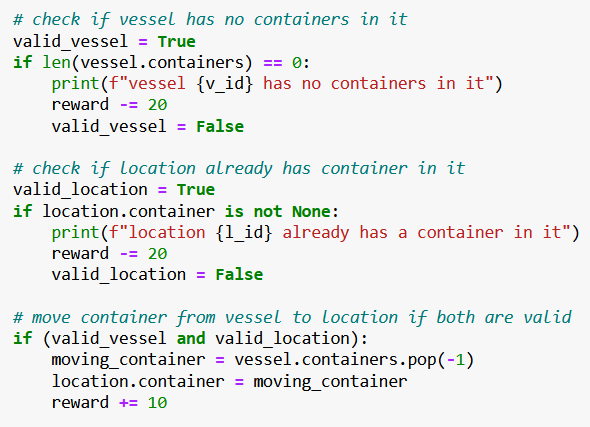 # check if vessel has no containers in it
valid_vessel = True
if len(vessel.containers) == 0:
    print(f"vessel {v_id} has no containers in it")
    reward -= 20
    valid_vessel = False

# check if location already has container in it
valid_location = True
if location.container is not None:
    print(f"location {l_id} already has a container in it")
    reward -= 20
    valid_location = False

# move container from vessel to location if both are valid
if (valid_vessel and valid_location):
    moving_container = vessel.containers.pop(-1)
    location.container = moving_container
    reward += 10